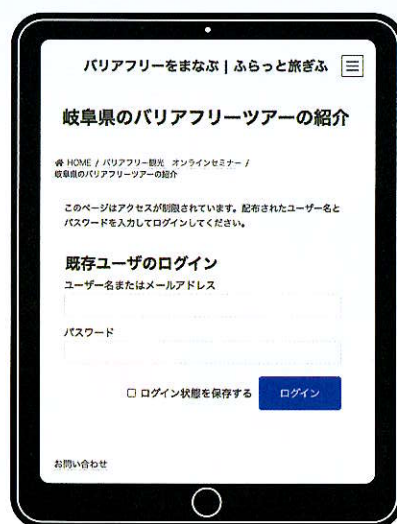 バリアフリーをまなぶ | ふらっと旅ぎふ
岐阜県のバリアフリーツアーの紹介
HOME / バリアフリー観光 オンラインセミナー /
岐阜県のバリアフリーツアーの紹介
このページはアクセスが制限されています。配布されたユーザー名と
パスワードを入力してログインしてください。
既存ユーザのログイン
ユーザー名またはメールアドレス
パスワード
ログイン状態を保存する ログイン
お問い合わせ